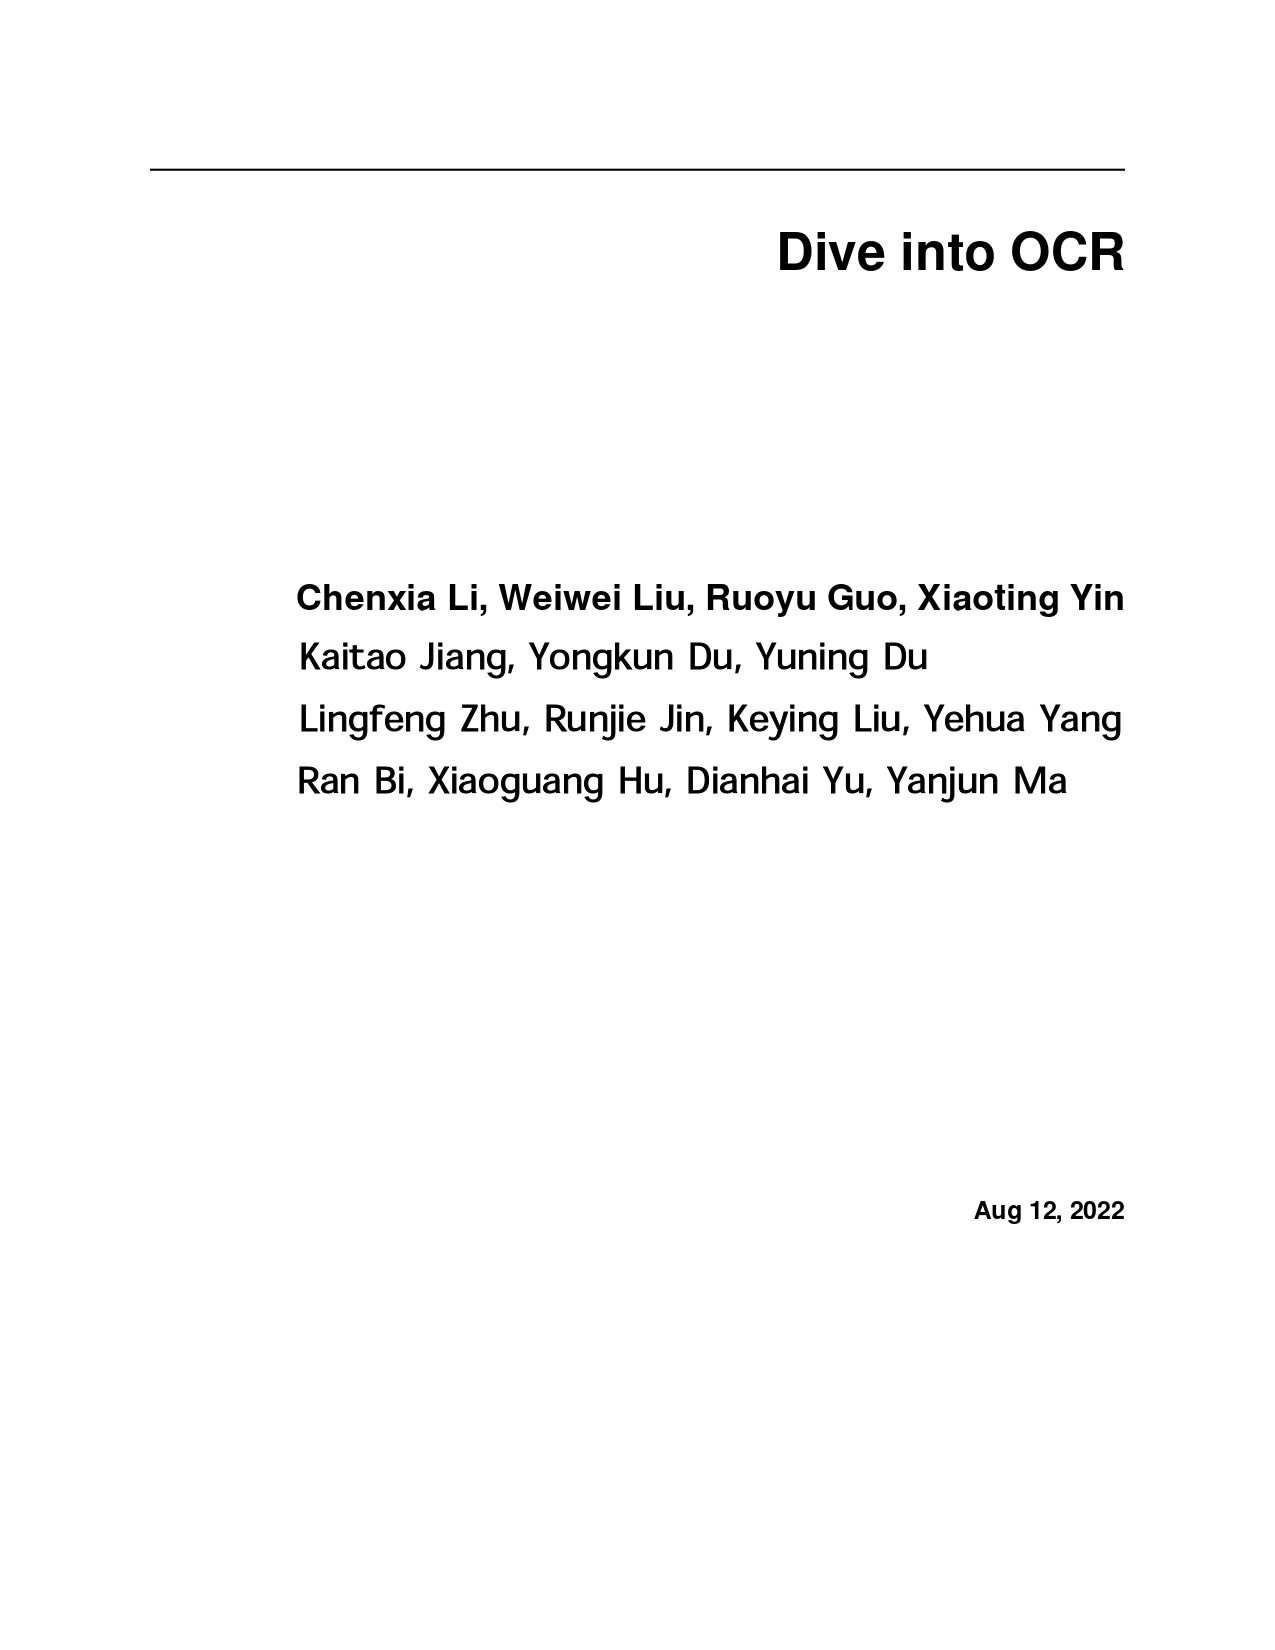 Dive into OCR
Chenxia Li, Weiwei Liu, Ruoyu Guo, Xiaoting Yin
Kaitao Jiang, Yongkun Du, Yuning Du
Lingfeng Zhu, Runjie Jin, Keying Liu, Yehua Yang
Ran Bi, Xiaoguang Hu, Dianhai Yu, Yanjun Ma
Aug 12, 2022